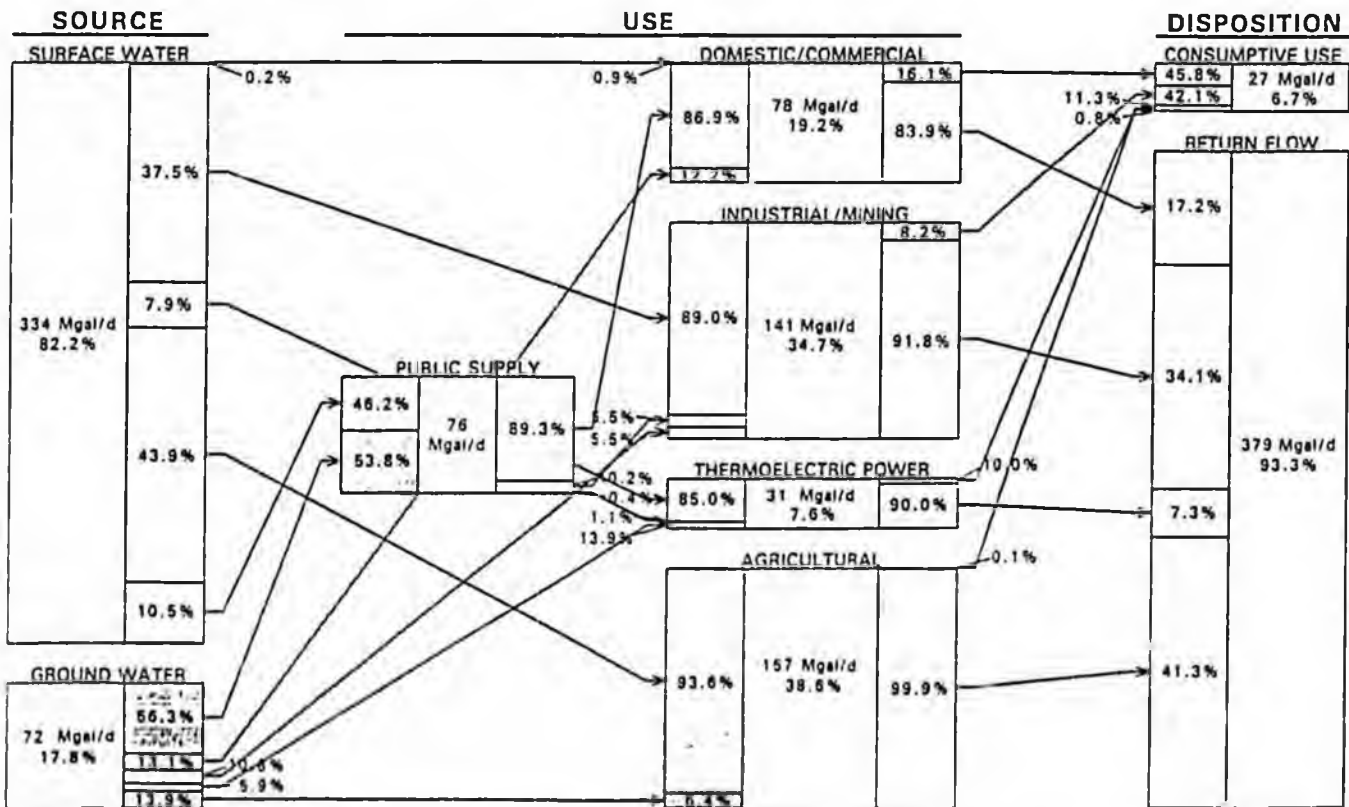 SOURCE
USE
DISPOSITION
SURFACE WATER
DOMESTIC/COMMERCIAL
CONSUMPTIVE USE
0.2%
0.9%
16.1%
45.8%
27 Mgal/d
6.7%
86.9%
78 Mgal/d
19.2%
11.3%
42.1%
0.8%
83.9%
RETURN FLOW
37.5%
12.2%
17.2%
INDUSTRIAL/MINING
8.2%
7.9%
334 Mgal/d
82.2%
89.0%
141 Mgal/d
34.7%
91.8%
34.1%
PUBLIC SUPPLY
46.2%
76
Mgal/d
89.3%
5.5%
5.5%
53.8%
43.9%
379 Mgal/d
93.3%
THERMOELECTRIC POWER
10.0%
0.2%
0.4%
85.0%
31 Mgal/d
7.6%
90.0%
7.3%
1.1%
13.9%
AGRICULTURAL
0.1%
10.5%
GROUND WATER
93.6%
157 Mgal/d
38.6%
99.9%
41.3%
56.3%
72 Mgal/d
17.8%
13.1%
10.8%
5.9%
13.9%
6.4%